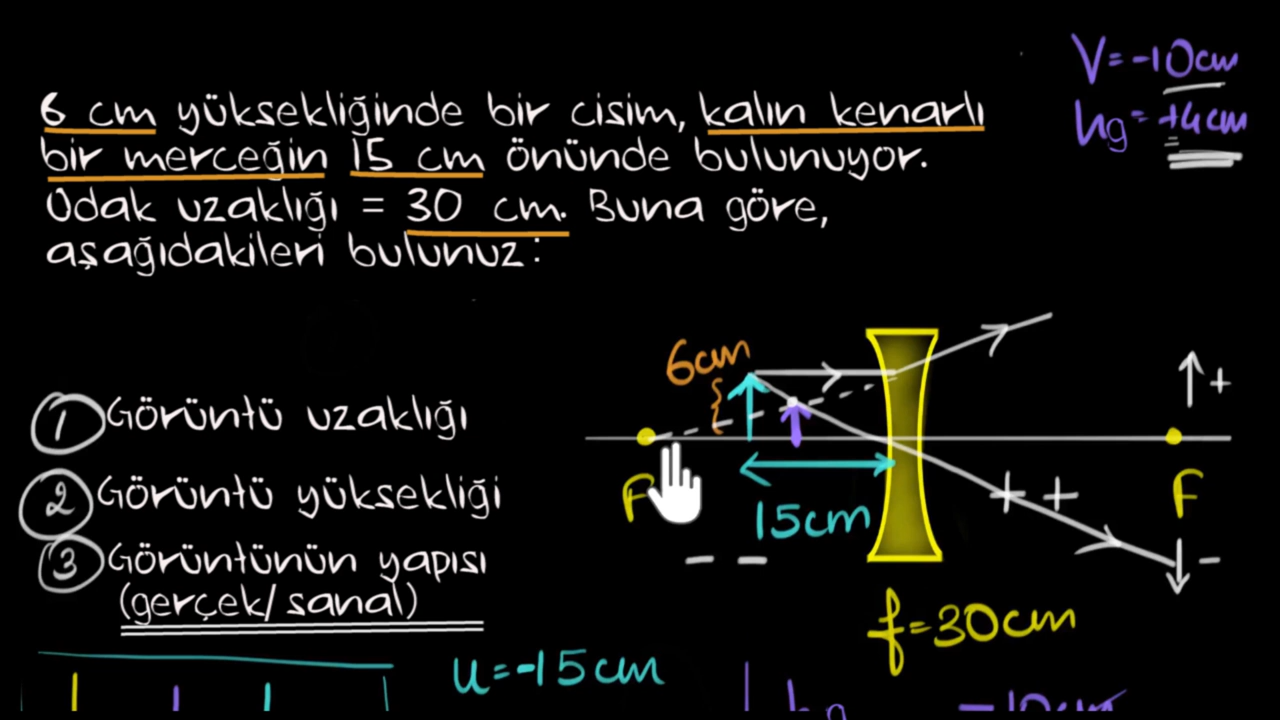 V=-10cm
hg=+4cm
6 cm yüksekliğinde bir cisim, kalın kenarlı
bir merceğin 15 cm önünde bulunuyor.
Odak uzaklığı = 30 cm. Buna göre,
aşağıdakileri bulunuz:
1 Görüntü uzaklığı
2 Görüntü yüksekliği
3 Görüntünün yapısı
(gerçek/sanal)
6cm
+
F
15cm
+ +
F
- -
-
f=30cm
u=-15cm
hg
-10cm